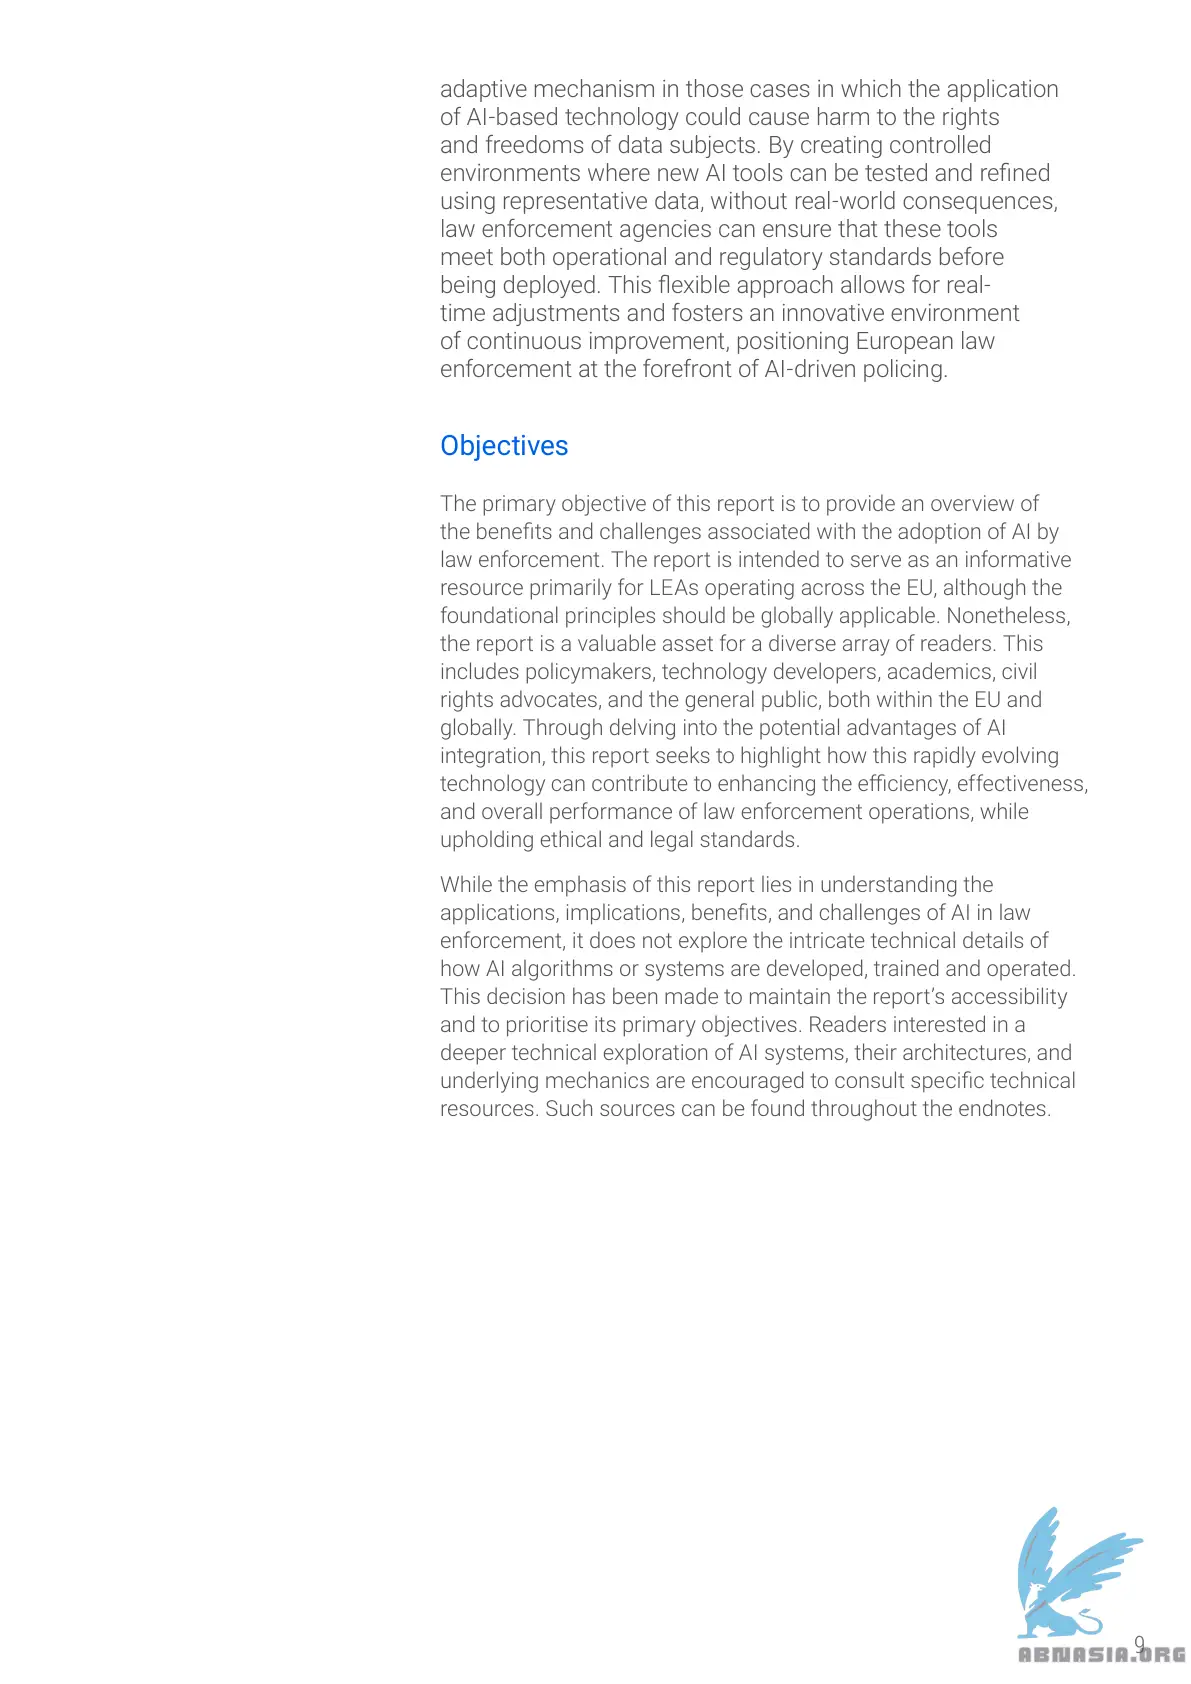 adaptive mechanism in those cases in which the application
of AI-based technology could cause harm to the rights
and freedoms of data subjects. By creating controlled
environments where new AI tools can be tested and refined
using representative data, without real-world consequences,
law enforcement agencies can ensure that these tools
meet both operational and regulatory standards before
being deployed. This flexible approach allows for real-
time adjustments and fosters an innovative environment
of continuous improvement, positioning European law
enforcement at the forefront of AI-driven policing.
Objectives
The primary objective of this report is to provide an overview of
the benefits and challenges associated with the adoption of AI by
law enforcement. The report is intended to serve as an informative
resource primarily for LEAs operating across the EU, although the
foundational principles should be globally applicable. Nonetheless,
the report is a valuable asset for a diverse array of readers. This
includes policymakers, technology developers, academics, civil
rights advocates, and the general public, both within the EU and
globally. Through delving into the potential advantages of AI
integration, this report seeks to highlight how this rapidly evolving
technology can contribute to enhancing the efficiency, effectiveness,
and overall performance of law enforcement operations, while
upholding ethical and legal standards.
While the emphasis of this report lies in understanding the
applications, implications, benefits, and challenges of AI in law
enforcement, it does not explore the intricate technical details of
how AI algorithms or systems are developed, trained and operated.
This decision has been made to maintain the report’s accessibility
and to prioritise its primary objectives. Readers interested in a
deeper technical exploration of AI systems, their architectures, and
underlying mechanics are encouraged to consult specific technical
resources. Such sources can be found throughout the endnotes.
9
ABNASIA.ORG